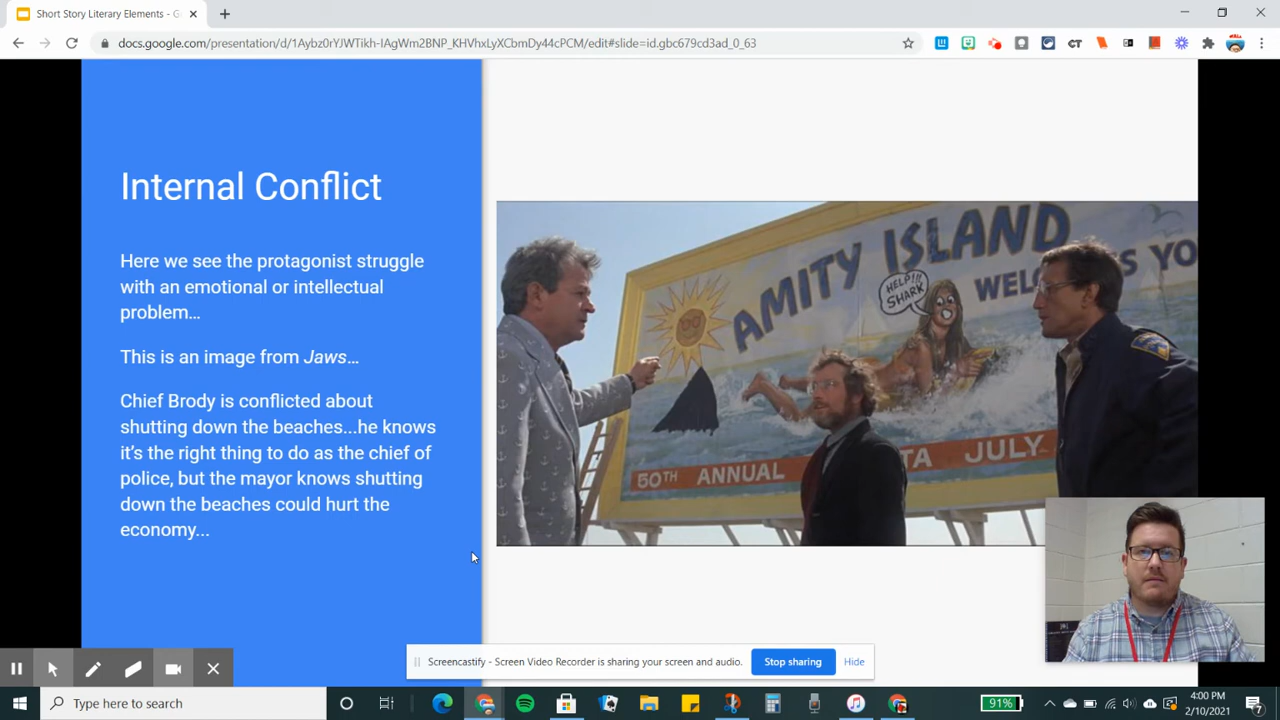 Short Story Literary Elements - G
docs.google.com/presentation/d/1Aybz0rYJWTikh-IAgWm2BNP_KHVhxLyXCbmDy44cPCM/edit#slide=id.gbc679cd3ad_0_63
Internal Conflict
Here we see the protagonist struggle
with an emotional or intellectual
problem...
This is an image from Jaws...
Chief Brody is conflicted about
shutting down the beaches...he knows
it's the right thing to do as the chief of
police, but the mayor knows shutting
down the beaches could hurt the
economy...
AMITY ISLAND
WELC S YO
HELP!!!
SHARK
50TH ANNUAL TA JULY
Screencastify - Screen Video Recorder is sharing your screen and audio.
Stop sharing
Hide
Type here to search
91%
4:00 PM
2/10/2021
7